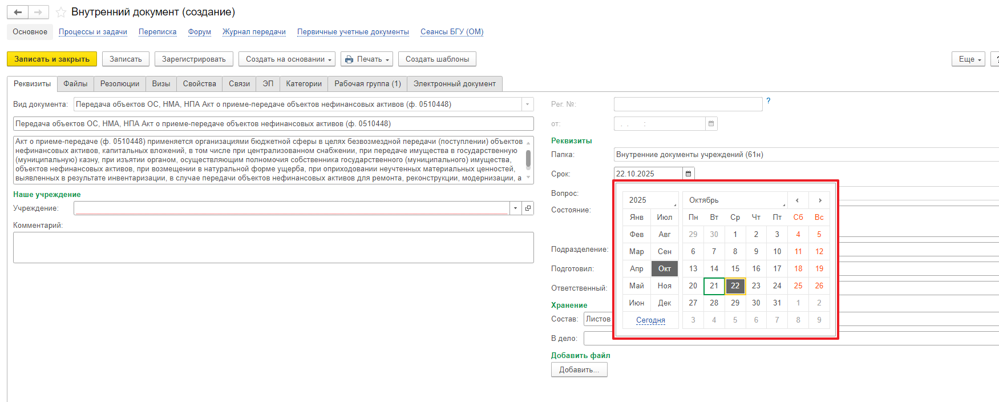 Внутренний документ (создание)
Основное Процессы и задачи Переписка Форум Журнал передачи Первичные учетные документы Сеансы БГУ (ОМ)
Записать и закрыть Записать Зарегистрировать Создать на основании Печать Создать шаблоны Еще ?
Реквизиты Файлы Резолюции Визы Свойства Связи ЭП Категории Рабочая группа (1) Электронный документ
Вид документа: Передача объектов ОС, НМА, НПА Акт о приеме-передаче объектов нефинансовых активов (ф. 0510448)
Передача объектов ОС, НМА, НПА Акт о приеме-передаче объектов нефинансовых активов (ф. 0510448)
Акт о приеме-передаче (ф. 0510448) применяется организациями бюджетной сферы в целях безвозмездной передачи (поступлении) объектов
нефинансовых активов, капитальных вложений, в том числе при централизованном снабжении, при передаче имущества в государственную
(муниципальную) казну, при изъятии органом, осуществляющим полномочия собственника государственного (муниципального) имущества,
объектов нефинансовых активов, при возмещении в натуральной форме ущерба, при оприходовании неучтенных материальных ценностей,
выявленных в результате инвентаризации, в случае передачи объектов нефинансовых активов для ремонта, реконструкции, модернизации, а
Наше учреждение
Учреждение:
Комментарий:
Рег. №: ?
от: . . :
Реквизиты
Папка: Внутренние документы учреждений (61н)
Срок: 22.10.2025
Вопрос:
Состояние:
Подразделение:
Подготовил:
Ответственный:
Хранение
Состав: Листов
В дело:
Добавить файл
Добавить...
2025 Октябрь
Янв Июл Пн Вт Ср Чт Пт Сб Вс
Фев Авг 29 30 1 2 3 4 5
Мар Сен 6 7 8 9 10 11 12
Апр Окт 13 14 15 16 17 18 19
Май Ноя 20 21 22 23 24 25 26
Июн Дек 27 28 29 30 31 1 2
Сегодня 3 4 5 6 7 8 9